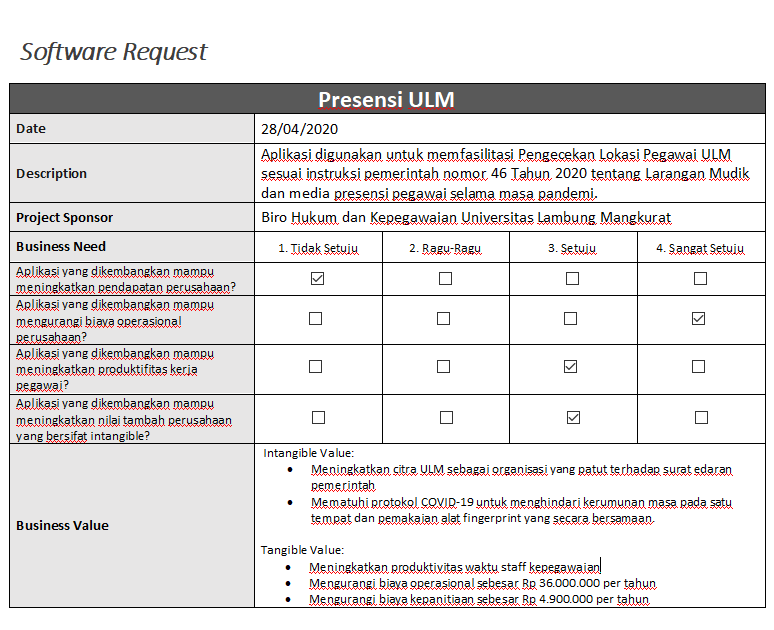 Software Request
Presensi ULM
Date
28/04/2020
Description
Aplikasi digunakan untuk memfasilitasi Pengecekan Lokasi Pegawai ULM
sesuai instruksi pemerintah nomor 46 Tahun 2020 tentang Larangan Mudik
dan media presensi pegawai selama masa pandemi.
Project Sponsor
Biro Hukum dan Kepegawaian Universitas Lambung Mangkurat
Business Need
1. Tidak Setuju
2. Ragu-Ragu
3. Setuju
4. Sangat Setuju
Aplikasi yang dikembangkan mampu
meningkatkan pendapatan perusahaan?
Aplikasi yang dikembangkan mampu
mengurangi biaya operasional
perusahaan?
Aplikasi yang dikembangkan mampu
meningkatkan produktifitas kerja
pegawai?
Aplikasi yang dikembangkan mampu
meningkatkan nilai tambah perusahaan
yang bersifat intangible?
Business Value
Intangible Value:
• Meningkatkan citra ULM sebagai organisasi yang patut terhadap surat edaran
pemerintah
• Mematuhi protokol COVID-19 untuk menghindari kerumunan masa pada satu
tempat dan pemakaian alat fingerprint yang secara bersamaan.
Tangible Value:
• Meningkatkan produktivitas waktu staff kepegawaian
• Mengurangi biaya operasional sebesar Rp 36.000.000 per tahun
• Mengurangi biaya kepanitiaan sebesar Rp 4.900.000 per tahun